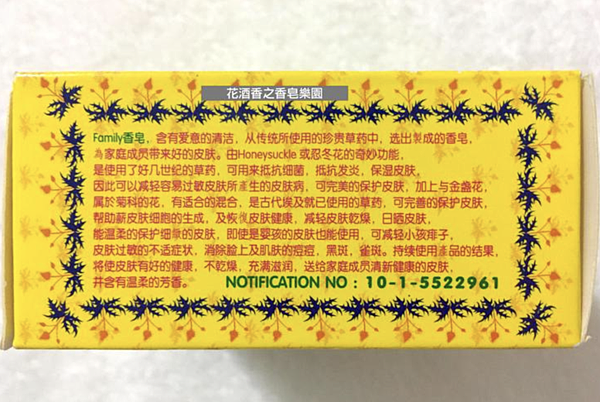 花酒香之香皂樂園
Family香皂，含有爱意的清洁，从传统所使用的珍贵草药中，选出製成的香皂，
為家庭成员带来好的皮肤。由Honeysuckle 或忍冬花的奇妙功能，
是使用了好几世纪的草药，可用来抵抗细菌，抵抗发炎，保湿皮肤。
因此可以减轻容易过敏皮肤所產生的皮肤病，可完美的保护皮肤，加上与金盏花，
属於菊科的花，有适合的混合，是古代埃及就已使用的草药，可完善的保护皮肤，
帮助薪皮肤细胞的生成，及恢復皮肤健康，减轻皮肤乾燥，日晒皮肤，
能温柔的保护细緻的皮肤，即使是婴孩的皮肤也能使用，可减轻小孩痱子，
皮肤过敏的不适症状，消除脸上及肌肤的痘痘，黑斑，雀斑。持续使用產品的结果，
将使皮肤有好的健康，不乾燥，充满滋润，送给家庭成员清新健康的皮肤，
井含有温柔的芳香。
NOTIFICATION NO : 10-1-5522961